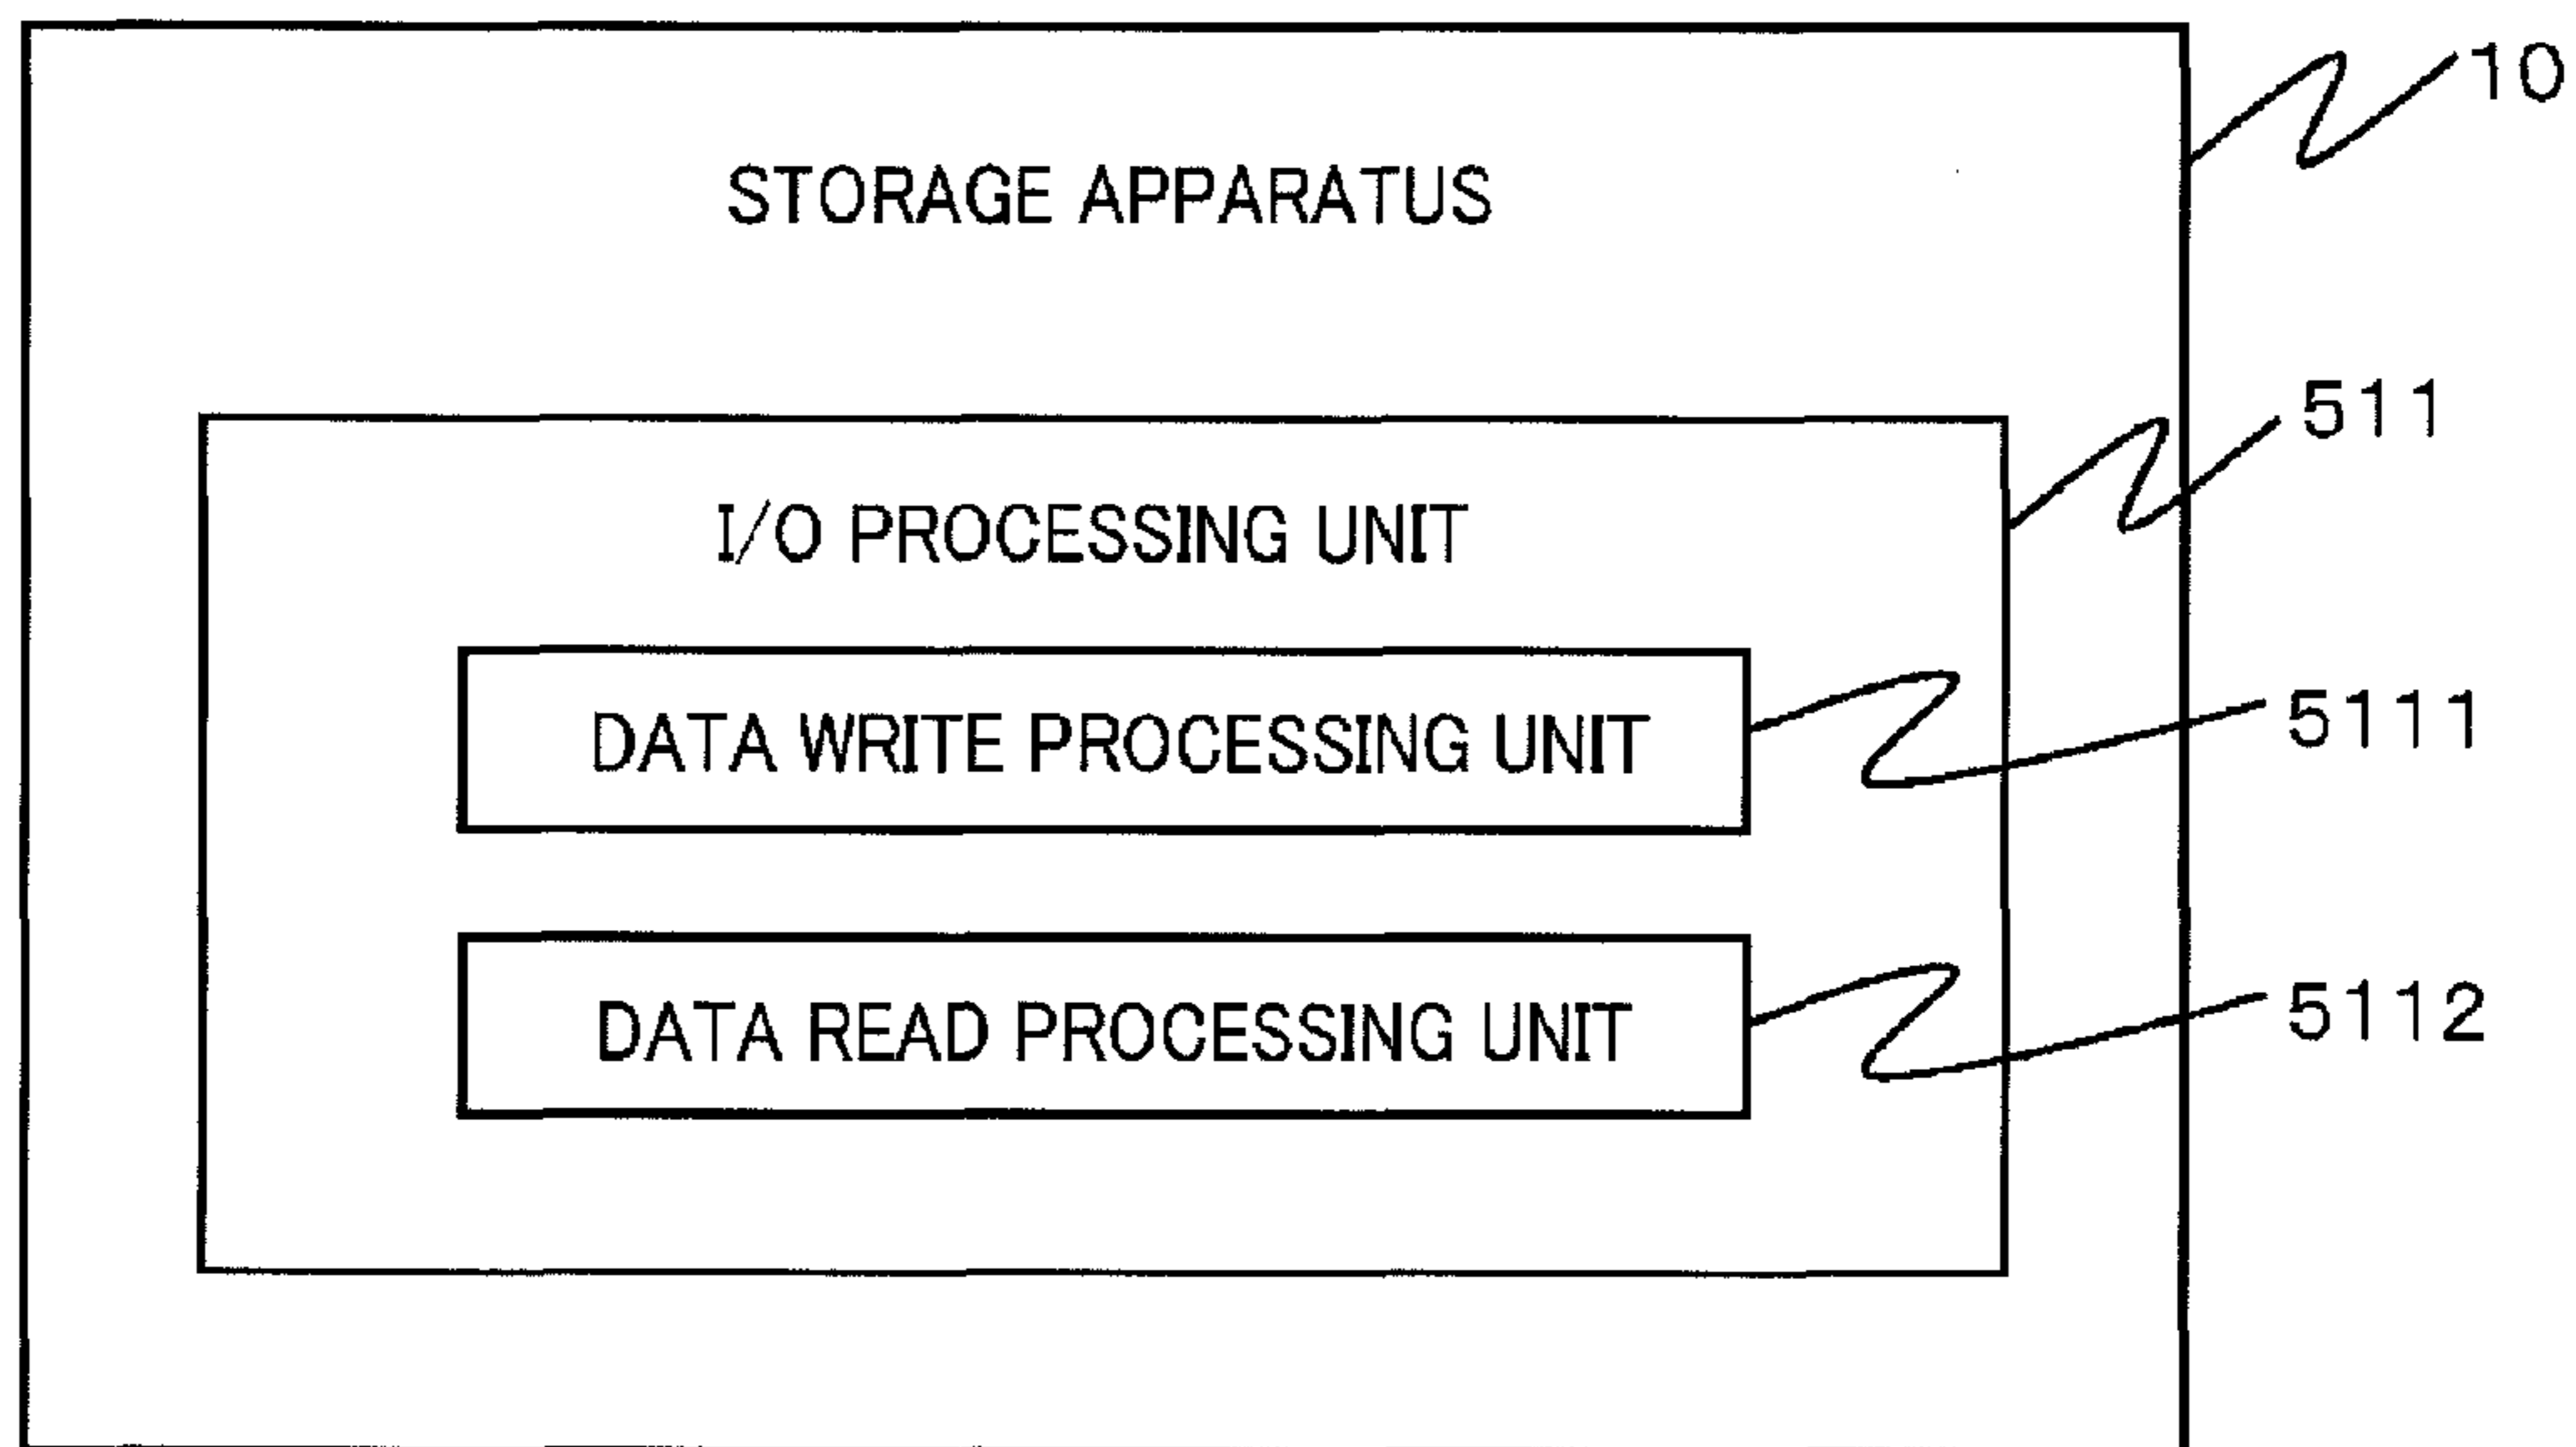 10
STORAGE APPARATUS
511
I/O PROCESSING UNIT
DATA WRITE PROCESSING UNIT
5111
DATA READ PROCESSING UNIT
5112